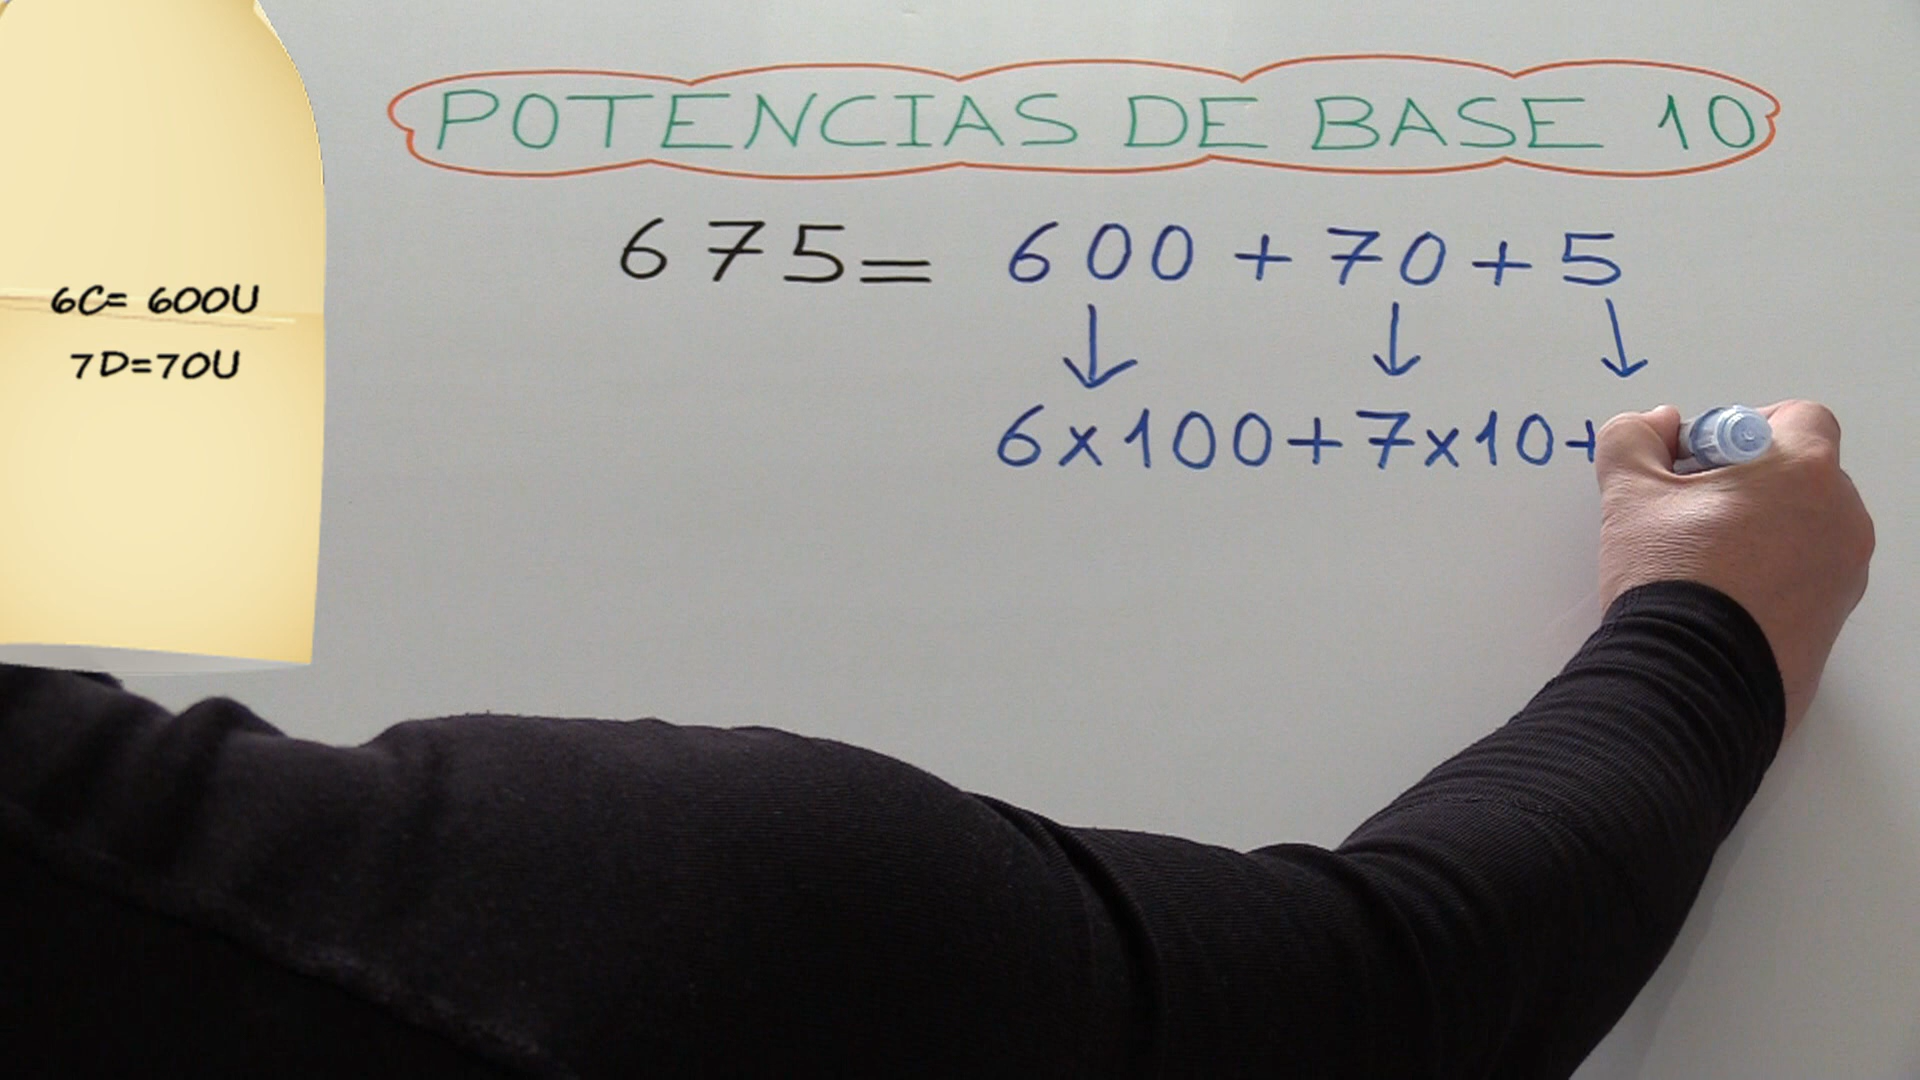 POTENCIAS DE BASE 10
675= 600 + 70 + 5
6x100+7x10+
6C= 600U
7D=70U